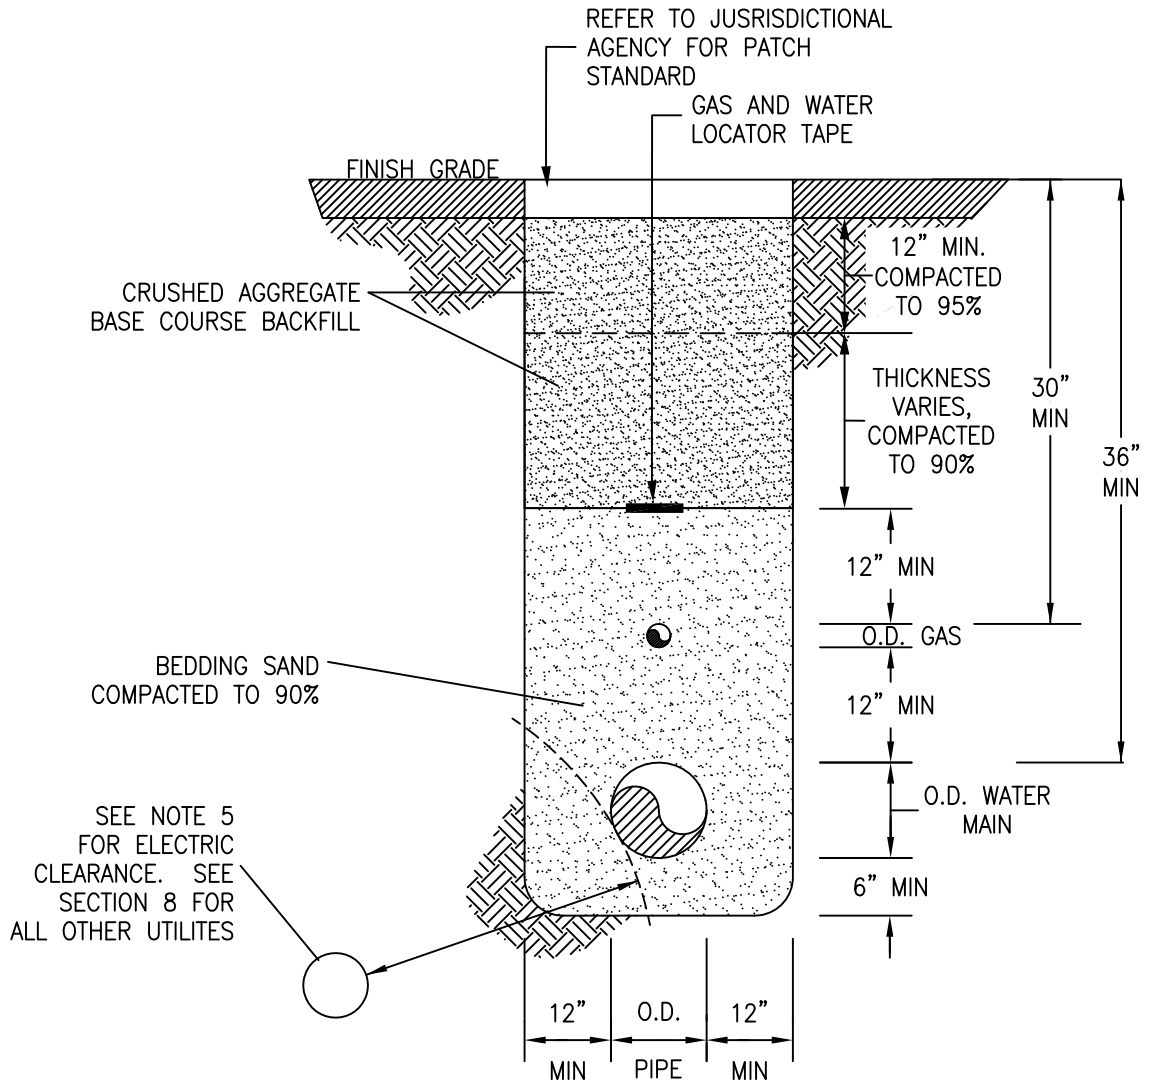 REFER TO JUSRISDICTIONAL
AGENCY FOR PATCH
STANDARD
GAS AND WATER
LOCATOR TAPE
FINISH GRADE
12" MIN.
COMPACTED
TO 95%
CRUSHED AGGREGATE
BASE COURSE BACKFILL
THICKNESS
VARIES,
COMPACTED
TO 90%
30"
MIN
36"
MIN
12" MIN
O.D. GAS
BEDDING SAND
COMPACTED TO 90%
12" MIN
O.D. WATER
MAIN
SEE NOTE 5
FOR ELECTRIC
CLEARANCE. SEE
SECTION 8 FOR
ALL OTHER UTILITES
6" MIN
12"
MIN
O.D.
PIPE
12"
MIN